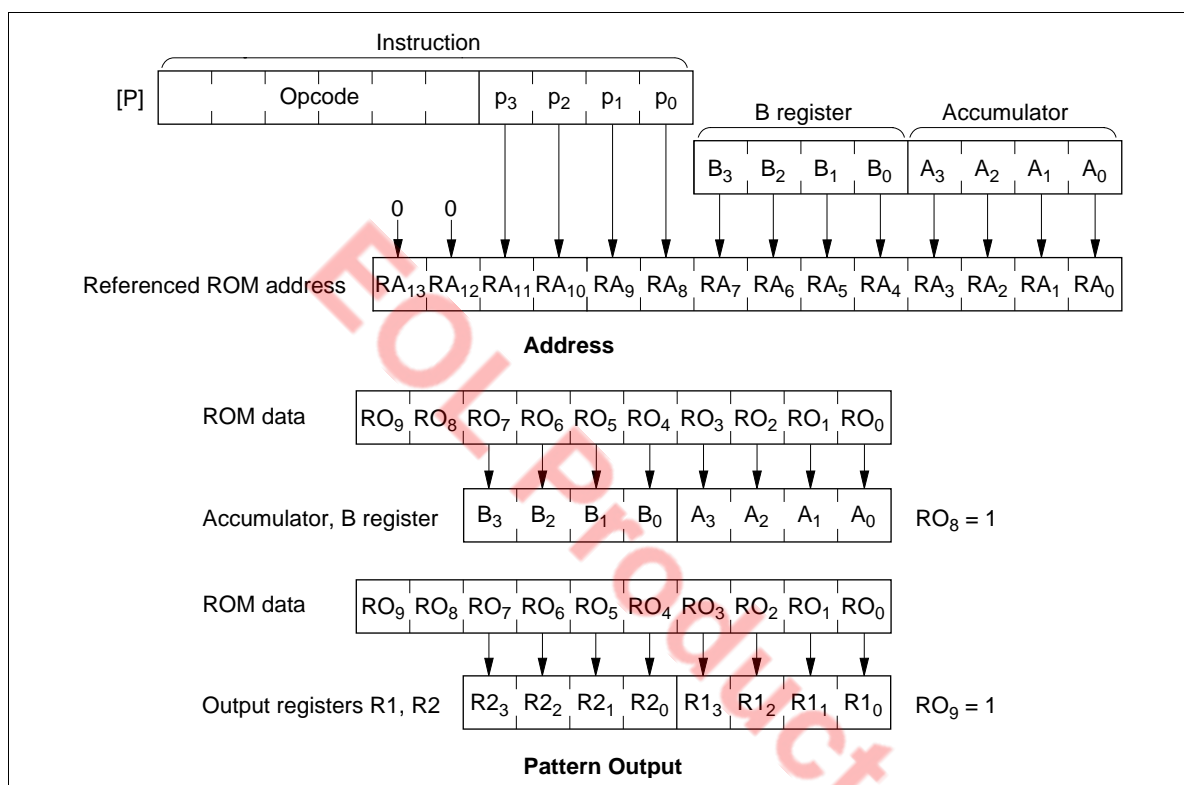 Instruction
[P] Opcode p3 p2 p1 p0
B register Accumulator
B3 B2 B1 B0 A3 A2 A1 A0
0 0
Referenced ROM address RA13 RA12 RA11 RA10 RA9 RA8 RA7 RA6 RA5 RA4 RA3 RA2 RA1 RA0
Address
ROM data RO9 RO8 RO7 RO6 RO5 RO4 RO3 RO2 RO1 RO0
Accumulator, B register B3 B2 B1 B0 A3 A2 A1 A0 RO8 = 1
ROM data RO9 RO8 RO7 RO6 RO5 RO4 RO3 RO2 RO1 RO0
Output registers R1, R2 R23 R22 R21 R20 R13 R12 R11 R10 RO9 = 1
Pattern Output
EOL Product